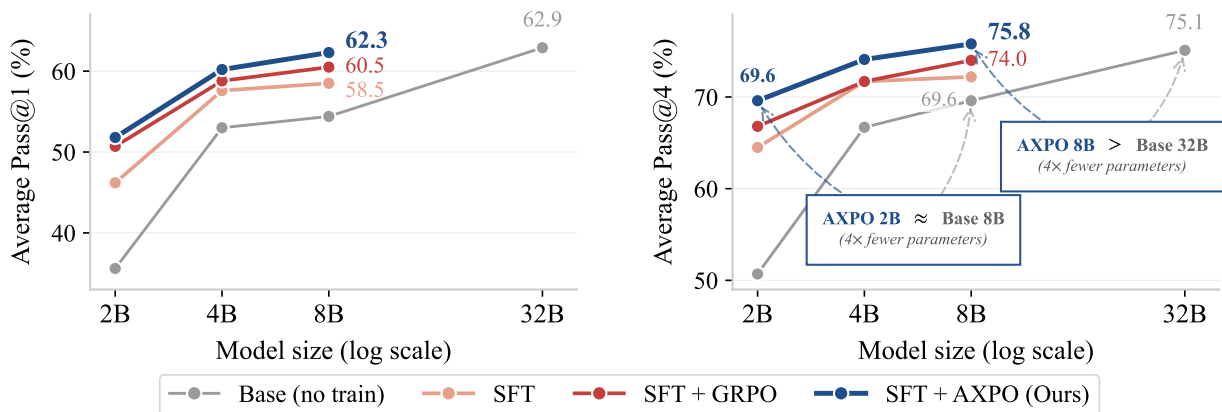 Average Pass@1 (%)
60
50
40
62.3
60.5
58.5
62.9
2B
4B
8B
32B
Model size (log scale)
Average Pass@4 (%)
70
60
50
69.6
75.8
74.0
69.6
75.1
AXPO 8B > Base 32B
(4× fewer parameters)
AXPO 2B ≈ Base 8B
(4× fewer parameters)
2B
4B
8B
32B
Model size (log scale)
Base (no train)
SFT
SFT + GRPO
SFT + AXPO (Ours)